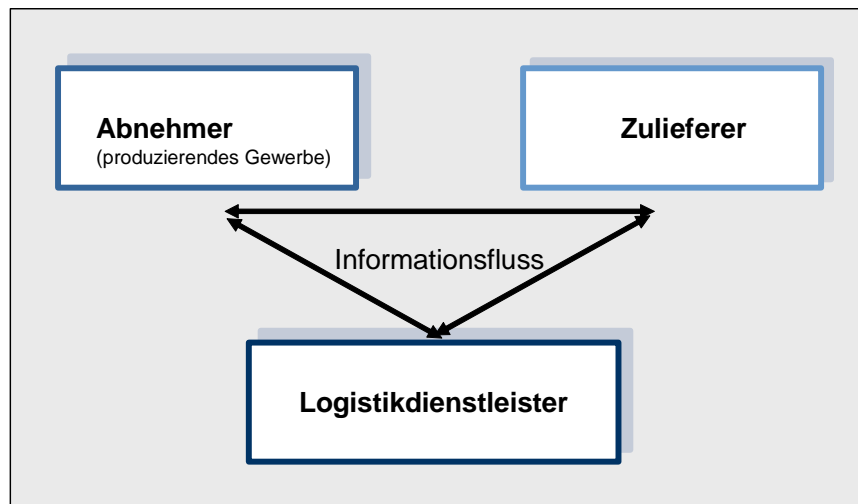 Abnehmer
(produzierendes Gewerbe)
Zulieferer
Informationsfluss
Logistikdienstleister